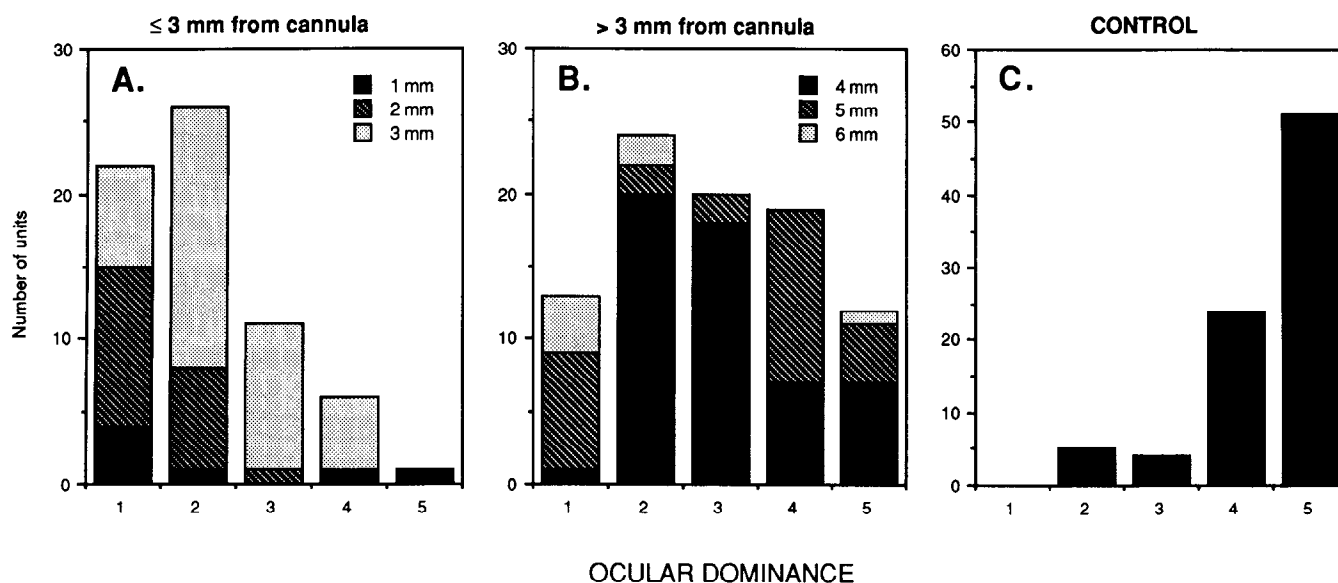 ≤ 3 mm from cannula
A.
1 mm
2 mm
3 mm
30
20
10
0
Number of units
1 2 3 4 5
> 3 mm from cannula
B.
4 mm
5 mm
6 mm
30
20
10
0
1 2 3 4 5
CONTROL
C.
60
50
40
30
20
10
0
1 2 3 4 5
OCULAR DOMINANCE